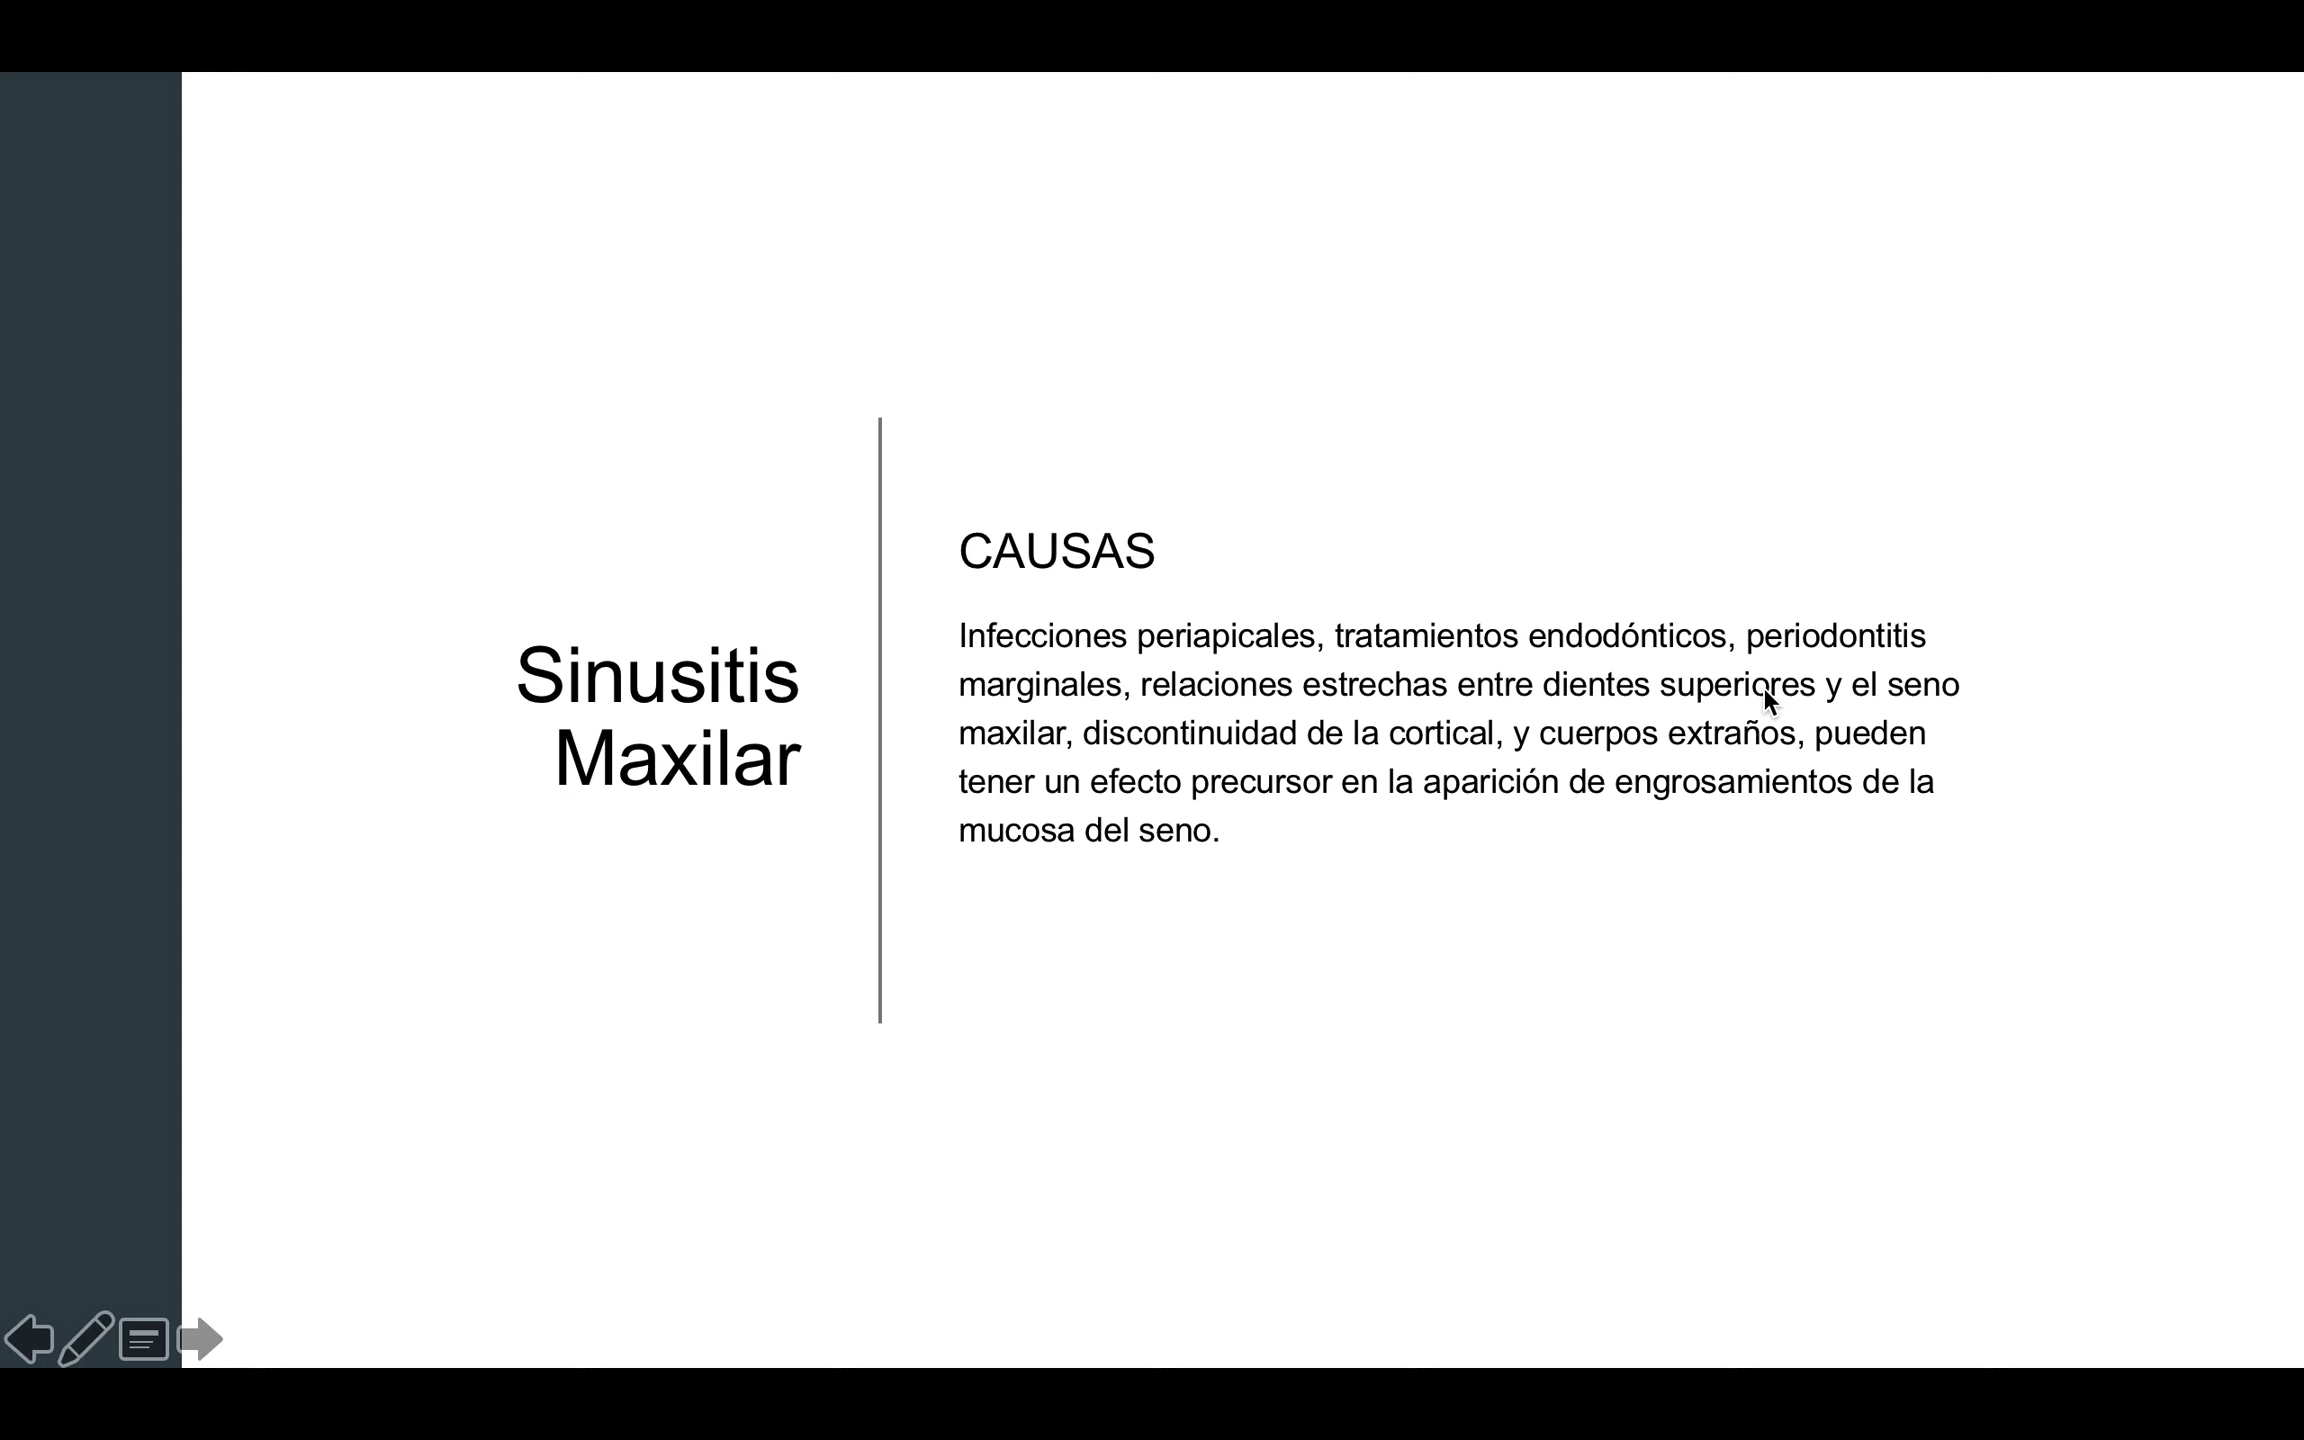 Sinusitis
Maxilar
CAUSAS
Infecciones periapicales, tratamientos endodónticos, periodontitis
marginales, relaciones estrechas entre dientes superiores y el seno
maxilar, discontinuidad de la cortical, y cuerpos extraños, pueden
tener un efecto precursor en la aparición de engrosamientos de la
mucosa del seno.